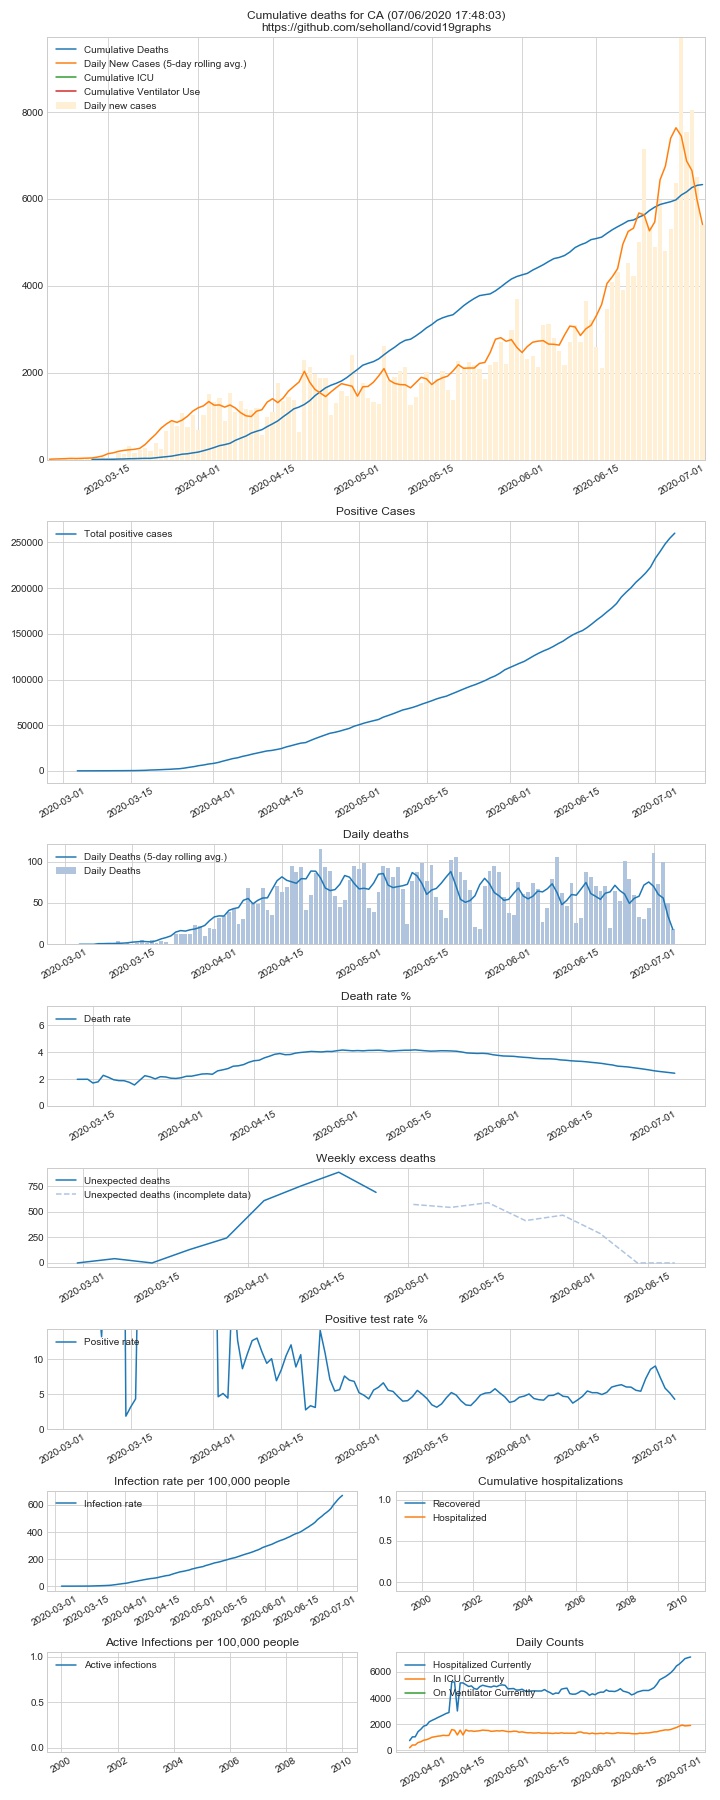 Cumulative deaths for CA (07/06/2020 17:48:03)
https://github.com/seholland/covid19graphs
Cumulative Deaths
Daily New Cases (5-day rolling avg.)
Cumulative ICU
Cumulative Ventilator Use
Daily new cases
8000
6000
4000
2000
0
2020-03-15 2020-04-01 2020-04-15 2020-05-01 2020-05-15 2020-06-01 2020-06-15 2020-07-01
Positive Cases
Total positive cases
250000
200000
150000
100000
50000
0
2020-03-01 2020-03-15 2020-04-01 2020-04-15 2020-05-01 2020-05-15 2020-06-01 2020-06-15 2020-07-01
Daily deaths
Daily Deaths (5-day rolling avg.)
Daily Deaths
100
50
0
2020-03-01 2020-03-15 2020-04-01 2020-04-15 2020-05-01 2020-05-15 2020-06-01 2020-06-15 2020-07-01
Death rate %
Death rate
6
4
2
0
2020-03-15 2020-04-01 2020-04-15 2020-05-01 2020-05-15 2020-06-01 2020-06-15 2020-07-01
Weekly excess deaths
Unexpected deaths
Unexpected deaths (incomplete data)
750
500
250
0
2020-03-01 2020-03-15 2020-04-01 2020-04-15 2020-05-01 2020-05-15 2020-06-01 2020-06-15
Positive test rate %
Positive rate
10
5
0
2020-03-01 2020-03-15 2020-04-01 2020-04-15 2020-05-01 2020-05-15 2020-06-01 2020-06-15 2020-07-01
Infection rate per 100,000 people
Infection rate
600
400
200
0
2020-03-01 2020-03-15 2020-04-01 2020-04-15 2020-05-01 2020-05-15 2020-06-01 2020-06-15 2020-07-01
Cumulative hospitalizations
Recovered
Hospitalized
1.0
0.5
0.0
2000 2002 2004 2006 2008 2010
Active Infections per 100,000 people
Active infections
1.0
0.5
0.0
2000 2002 2004 2006 2008 2010
Daily Counts
Hospitalized Currently
In ICU Currently
On Ventilator Currently
6000
4000
2000
0
2020-04-01 2020-04-15 2020-05-01 2020-05-15 2020-06-01 2020-06-15 2020-07-01